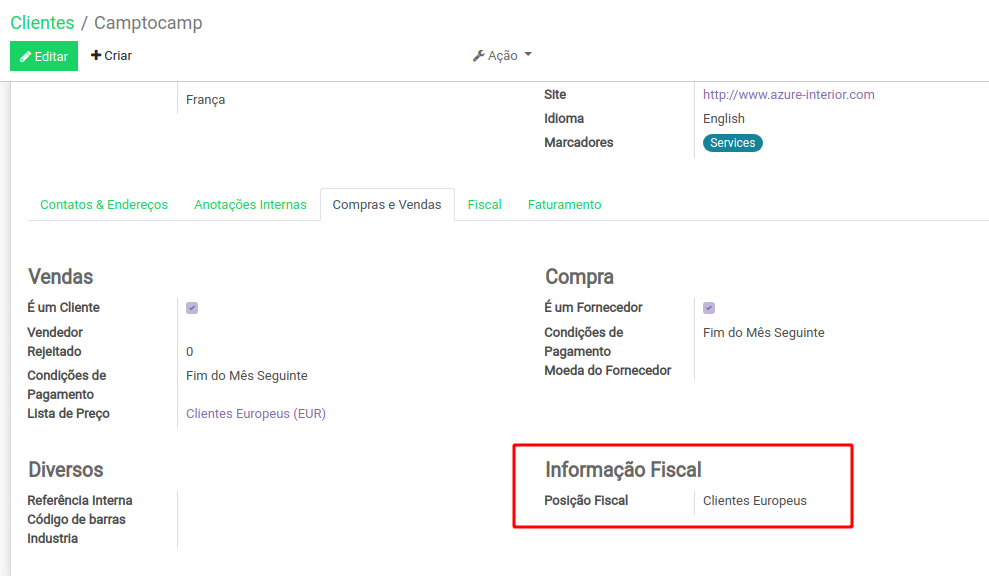 Clientes / Camptocamp
Editar
Criar
Ação
França
Site http://www.azure-interior.com
Idioma English
Marcadores Services
Contatos & Endereços Anotações Internas Compras e Vendas Fiscal Faturamento
Vendas
É um Cliente
Vendedor
Rejeitado 0
Condições de Fim do Mês Seguinte
Pagamento
Lista de Preço Clientes Europeus (EUR)
Compra
É um Fornecedor
Condições de Fim do Mês Seguinte
Pagamento
Moeda do Fornecedor
Diversos
Referência Interna
Código de barras
Industria
Informação Fiscal
Posição Fiscal Clientes Europeus